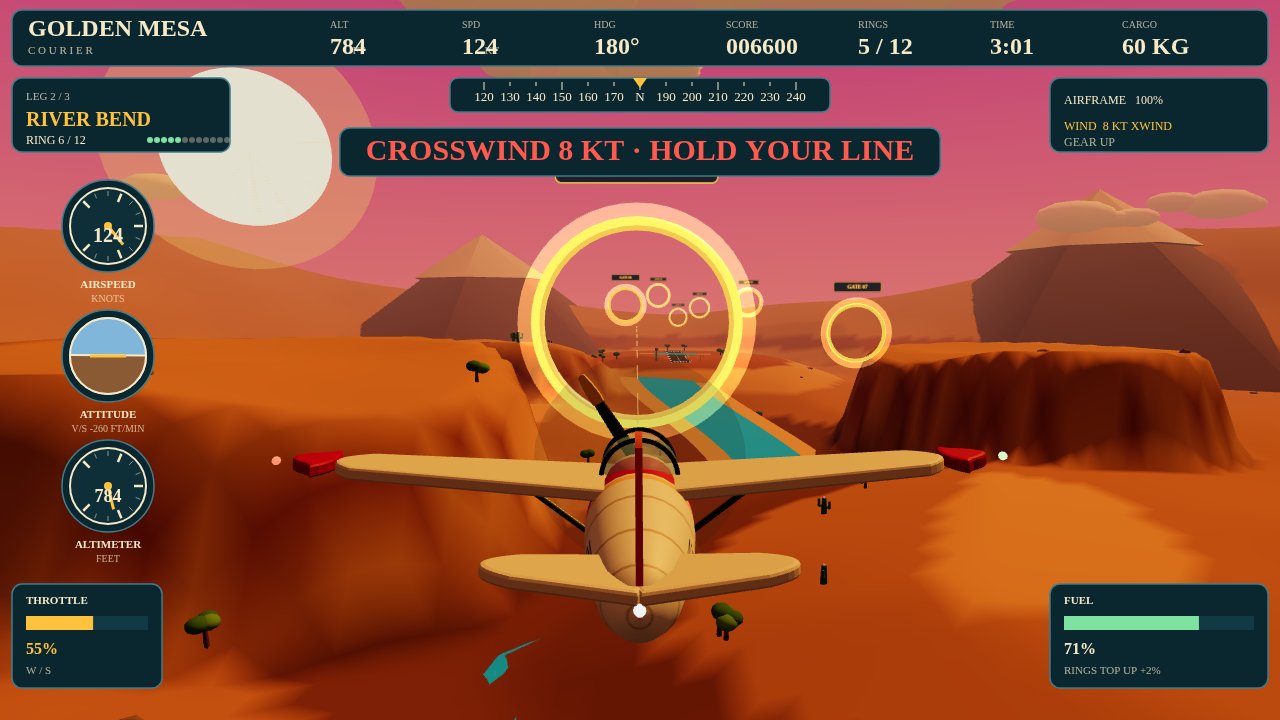 GOLDEN MESA
COURIER
ALT
784
SPD
124
HDG
180°
SCORE
006600
RINGS
5 / 12
TIME
3:01
CARGO
60 KG
LEG 2 / 3
RIVER BEND
RING 6 / 12
120 130 140 150 160 170 N 190 200 210 220 230 240
AIRFRAME 100%
WIND 8 KT XWIND
GEAR UP
CROSSWIND 8 KT · HOLD YOUR LINE
GATE 07
124
AIRSPEED
KNOTS
ATTITUDE
V/S -260 FT/MIN
784
ALTIMETER
FEET
THROTTLE
55%
W / S
FUEL
71%
RINGS TOP UP +2%